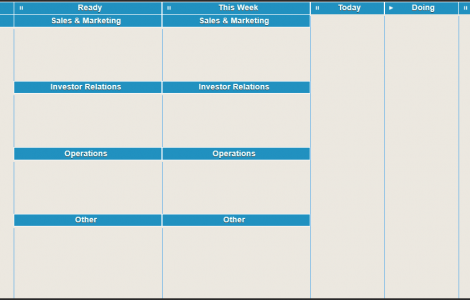 Ready This Week Today Doing
Sales & Marketing Sales & Marketing
Investor Relations Investor Relations
Operations Operations
Other Other